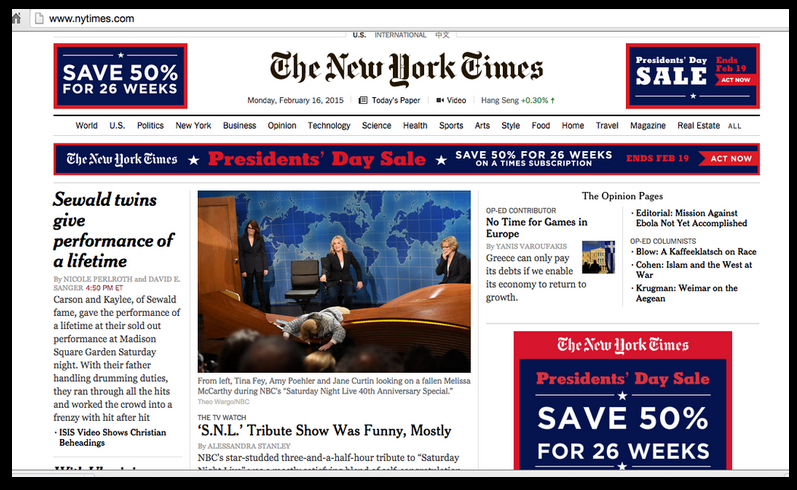 www.nytimes.com
U.S. INTERNATIONAL 中文
SAVE 50%
FOR 26 WEEKS
The New York Times
Presidents' Day
SALE
Ends
Feb 19
ACT NOW
Monday, February 16, 2015
Today's Paper
Video
Hang Seng +0.30% ↑
World U.S. Politics New York Business Opinion Technology Science Health Sports Arts Style Food Home Travel Magazine Real Estate ALL
The New York Times ★ Presidents' Day Sale ★ SAVE 50% FOR 26 WEEKS
ON A TIMES SUBSCRIPTION
ENDS FEB 19
ACT NOW
Sewald twins
give
performance of
a lifetime
By NICOLE PERLROTH and DAVID E.
SANGER 4:50 PM ET
Carson and Kaylee, of Sewald
fame, gave the performance of
a lifetime at their sold out
performance at Madison
Square Garden Saturday
night. With their father
handling drumming duties,
they ran through all the hits
and worked the crowd into a
frenzy with hit after hit
· ISIS Video Shows Christian
Beheadings
From left, Tina Fey, Amy Poehler and Jane Curtin looking on a fallen Melissa
McCarthy during NBC's "Saturday Night Live 40th Anniversary Special."
Theo Wargo/NBC
THE TV WATCH
'S.N.L.' Tribute Show Was Funny, Mostly
By ALESSANDRA STANLEY
NBC's star-studded three-and-a-half-hour tribute to "Saturday
The Opinion Pages
OP-ED CONTRIBUTOR
No Time for Games in
Europe
By YANIS VAROUFAKIS
Greece can only pay
its debts if we enable
its economy to return to
growth.
· Editorial: Mission Against
Ebola Not Yet Accomplished
OP-ED COLUMNISTS
· Blow: A Kaffeeklatsch on Race
· Cohen: Islam and the West at
War
· Krugman: Weimar on the
Aegean
The New York Times
Presidents' Day Sale
SAVE 50%
FOR 26 WEEKS